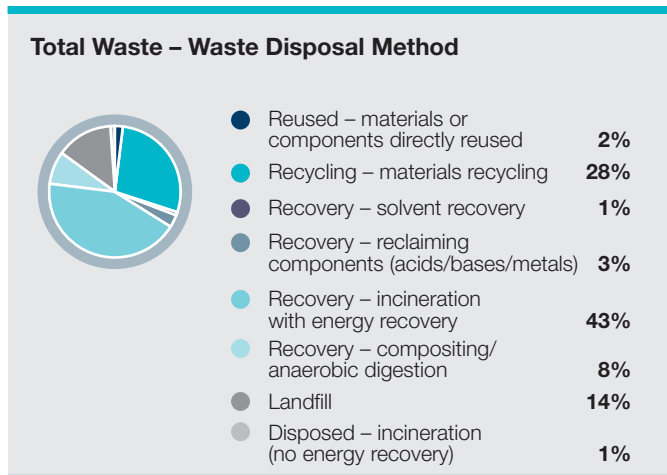 Total Waste – Waste Disposal Method
Reused – materials or
components directly reused 2%
Recycling – materials recycling 28%
Recovery – solvent recovery 1%
Recovery – reclaiming
components (acids/bases/metals) 3%
Recovery – incineration
with energy recovery 43%
Recovery – compositing/
anaerobic digestion 8%
Landfill 14%
Disposed – incineration
(no energy recovery) 1%